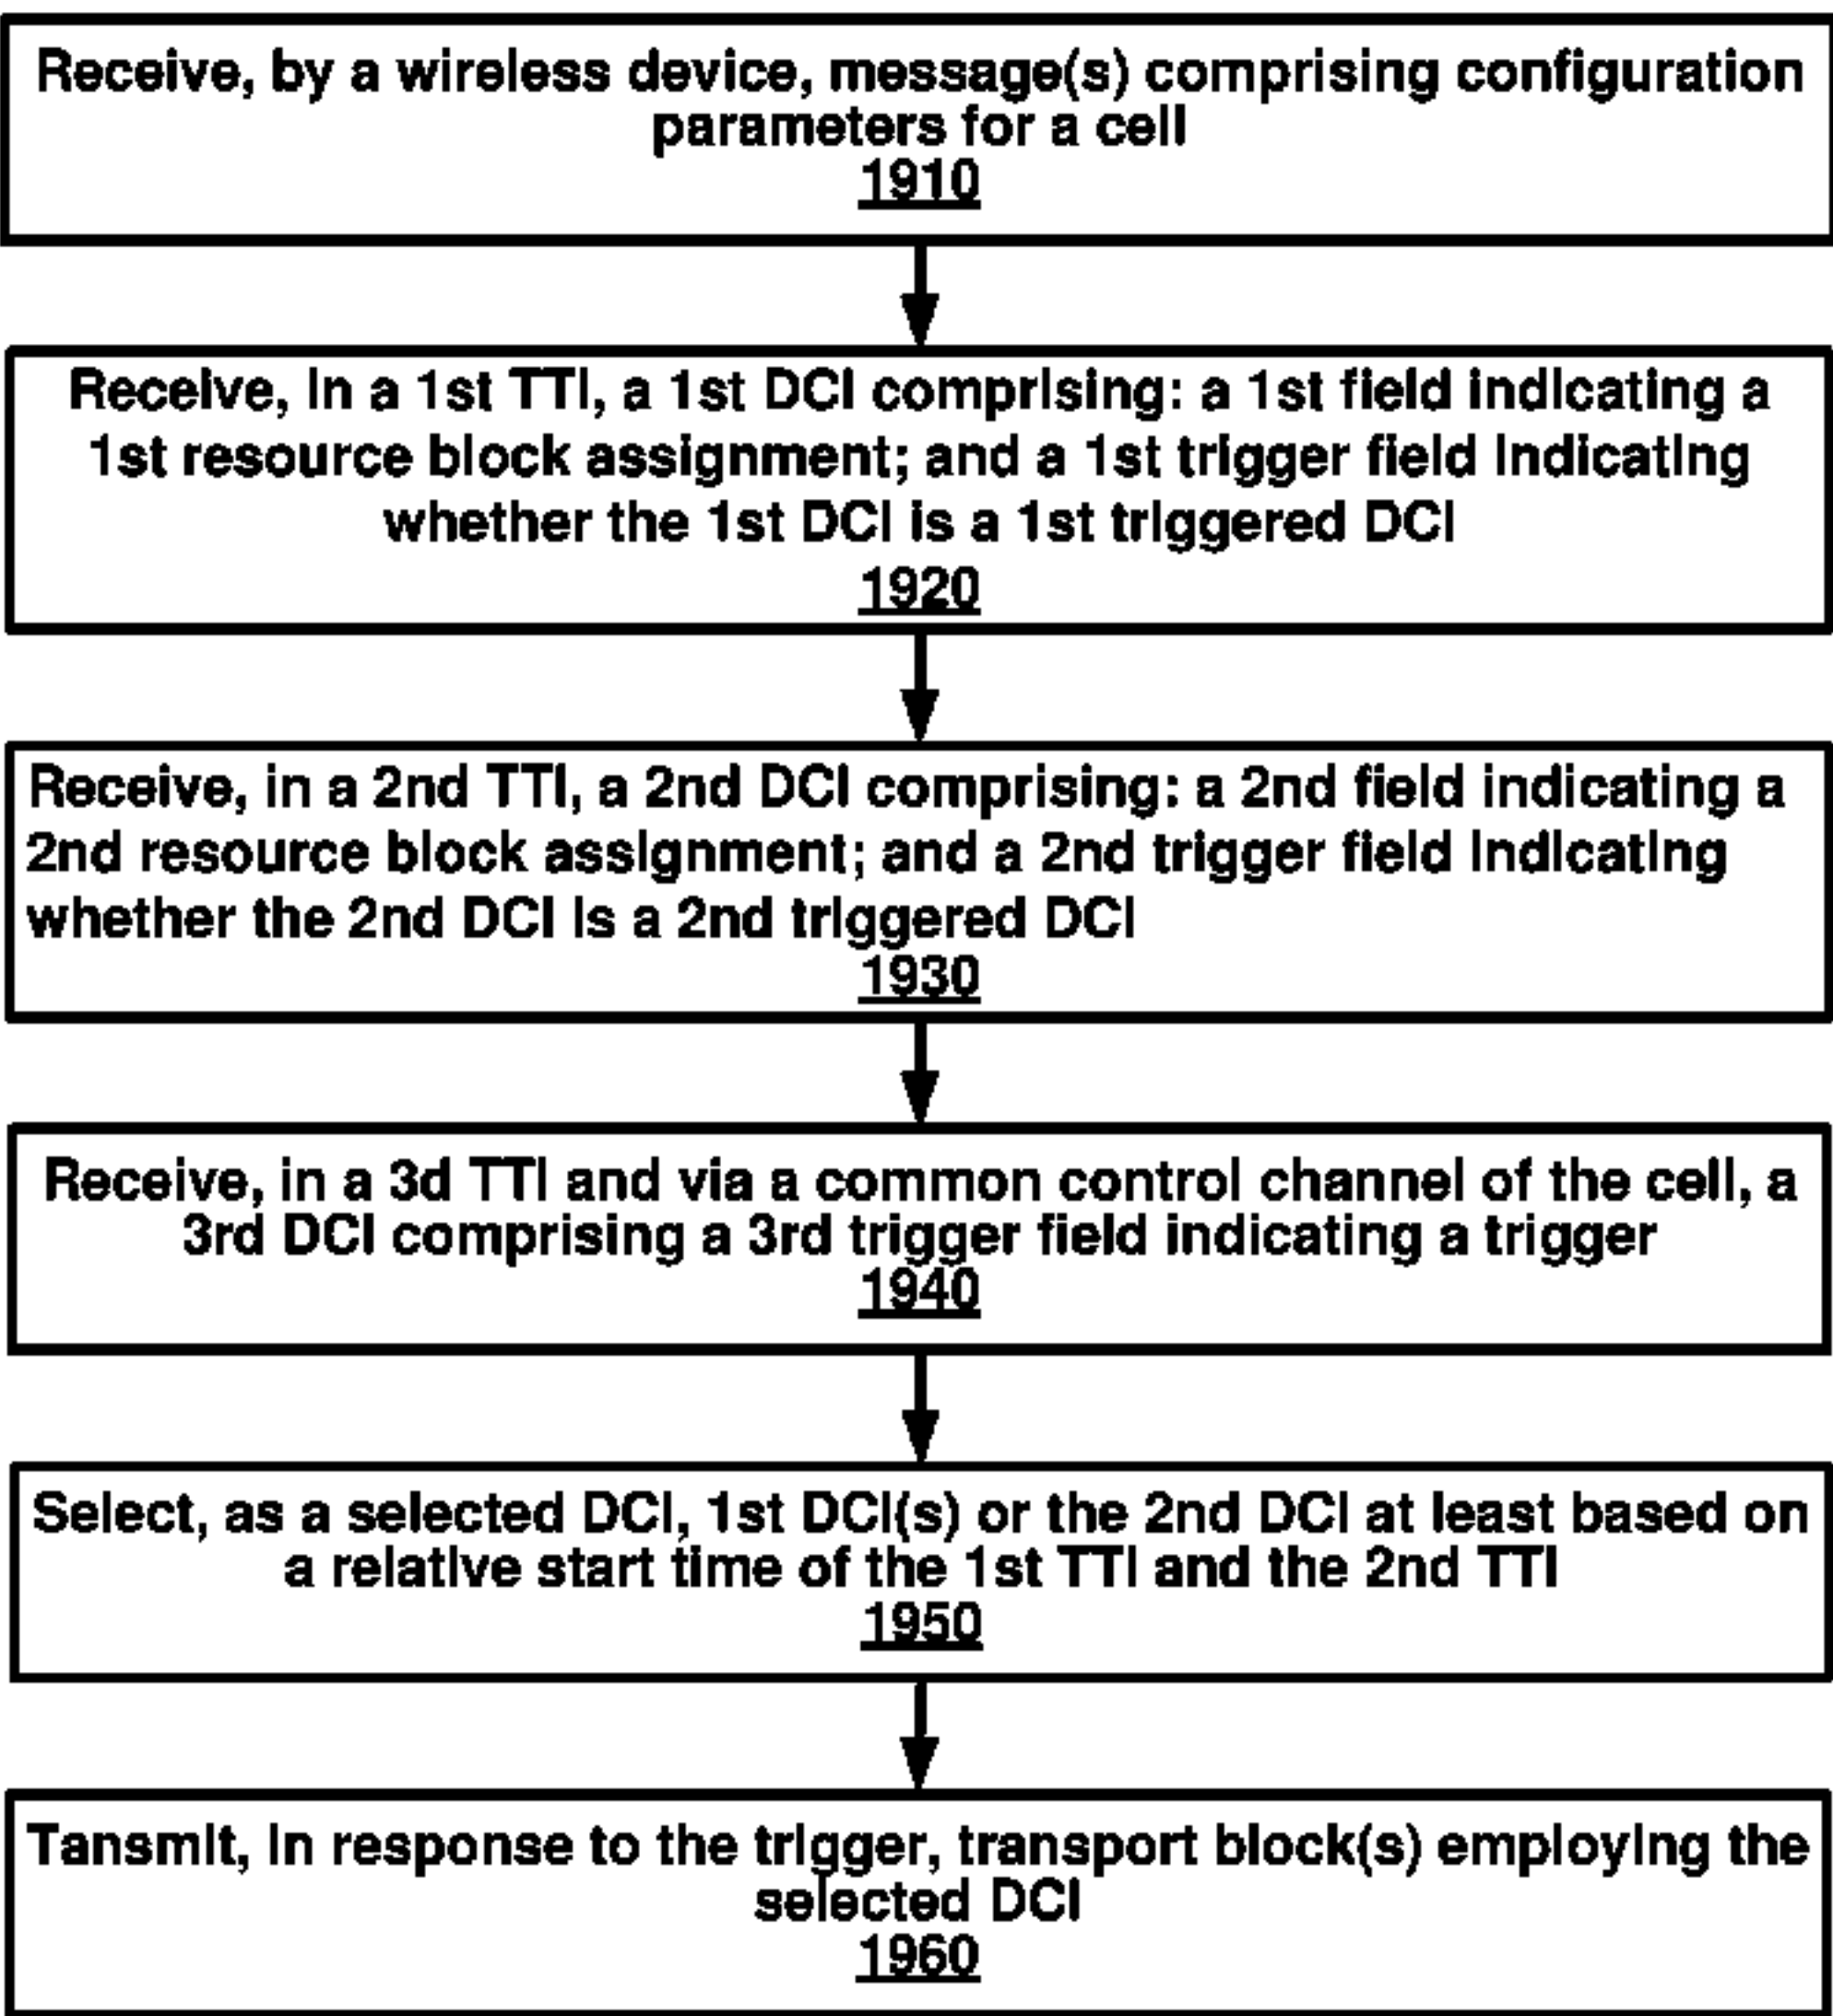 Receive, by a wireless device, message(s) comprising configuration
parameters for a cell
1910
Receive, in a 1st TTI, a 1st DCI comprising: a 1st field indicating a
1st resource block assignment; and a 1st trigger field indicating
whether the 1st DCI is a 1st triggered DCI
1920
Receive, in a 2nd TTI, a 2nd DCI comprising: a 2nd field indicating a
2nd resource block assignment; and a 2nd trigger field indicating
whether the 2nd DCI is a 2nd triggered DCI
1930
Receive, in a 3d TTI and via a common control channel of the cell, a
3rd DCI comprising a 3rd trigger field indicating a trigger
1940
Select, as a selected DCI, 1st DCI(s) or the 2nd DCI at least based on
a relative start time of the 1st TTI and the 2nd TTI
1950
Tansmit, in response to the trigger, transport block(s) employing the
selected DCI
1960